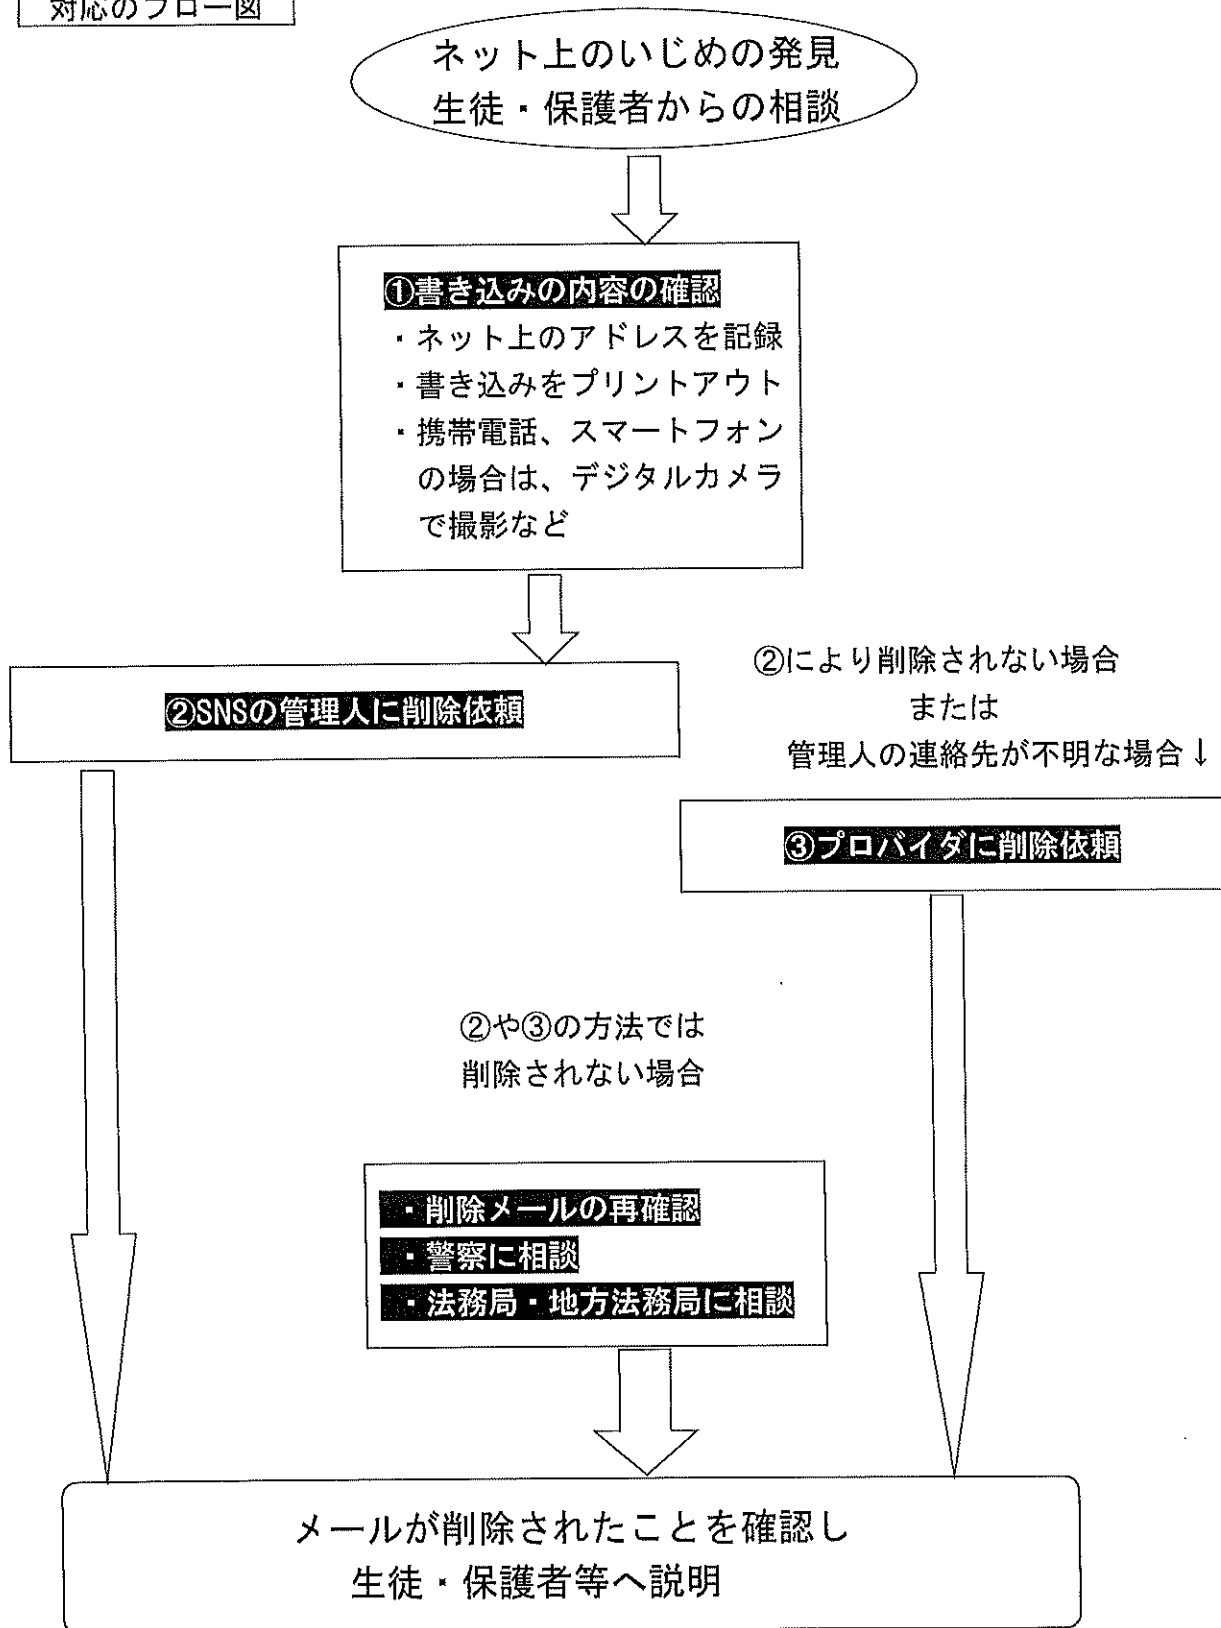 対応のフロー図
ネット上のいじめの発見
生徒・保護者からの相談
①書き込みの内容の確認
・ネット上のアドレスを記録
・書き込みをプリントアウト
・携帯電話、スマートフォン
の場合は、デジタルカメラ
で撮影など
②SNSの管理人に削除依頼
②により削除されない場合
または
管理人の連絡先が不明な場合↓
③プロバイダに削除依頼
②や③の方法では
削除されない場合
・削除メールの再確認
・警察に相談
・法務局・地方法務局に相談
メールが削除されたことを確認し
生徒・保護者等へ説明